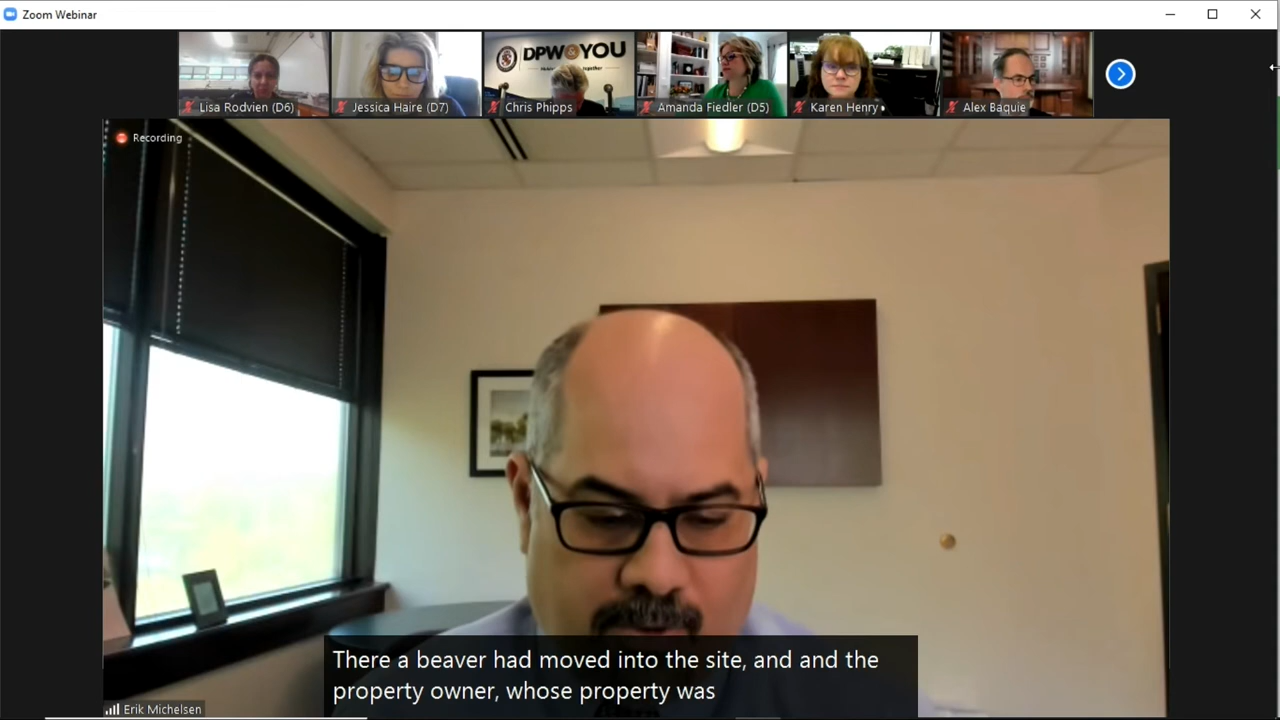 Zoom Webinar
DPW&YOU
together
Lisa Rodvien (D6)
Jessica Haire (D7)
Chris Phipps
Amanda Fiedler (D5)
Karen Henry
Alex Baquie
Recording
There a beaver had moved into the site, and and the
property owner, whose property was
Erik Michelsen